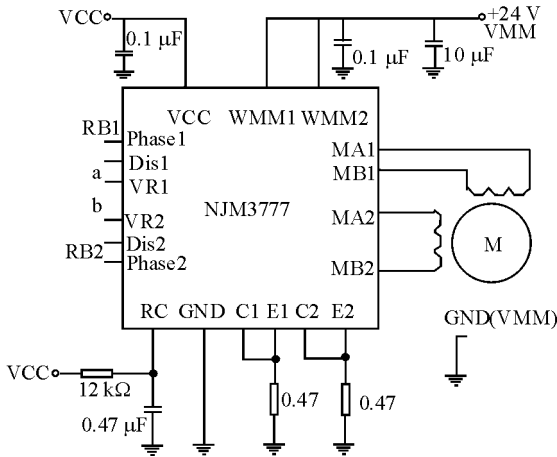 VCC
+24 V
VMM
0.1 μF
0.1 μF
10 μF
VCC WMM1 WMM2
RB1
Phase1
Dis1
a
VR1
b
VR2
Dis2
RB2
Phase2
NJM3777
MA1
MB1
MA2
MB2
M
RC GND C1 E1 C2 E2
GND(VMM)
VCC
12 kΩ
0.47 μF
0.47
0.47